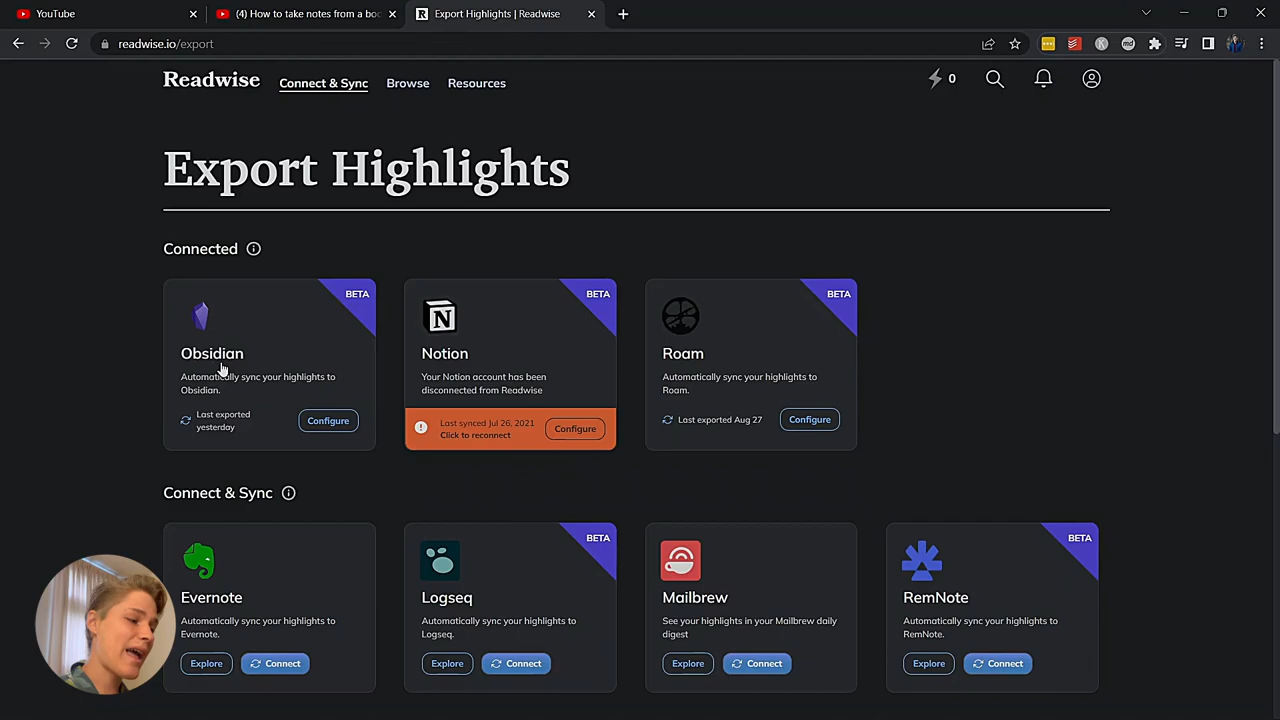 YouTube
(4) How to take notes from a boo
Export Highlights | Readwise
readwise.io/export
Readwise
Connect & Sync
Browse
Resources
0
Export Highlights
Connected
BETA
Obsidian
Automatically sync your highlights to
Obsidian.
Last exported
yesterday
Configure
BETA
Notion
Your Notion account has been
disconnected from Readwise
Last synced Jul 26, 2021
Click to reconnect
Configure
BETA
Roam
Automatically sync your highlights to
Roam.
Last exported Aug 27
Configure
Connect & Sync
Evernote
Automatically sync your highlights to
Evernote.
Explore
Connect
BETA
Logseq
Automatically sync your highlights to
Logseq.
Explore
Connect
Mailbrew
See your highlights in your Mailbrew daily
digest
Explore
Connect
BETA
RemNote
Automatically sync your highlights to
RemNote.
Explore
Connect